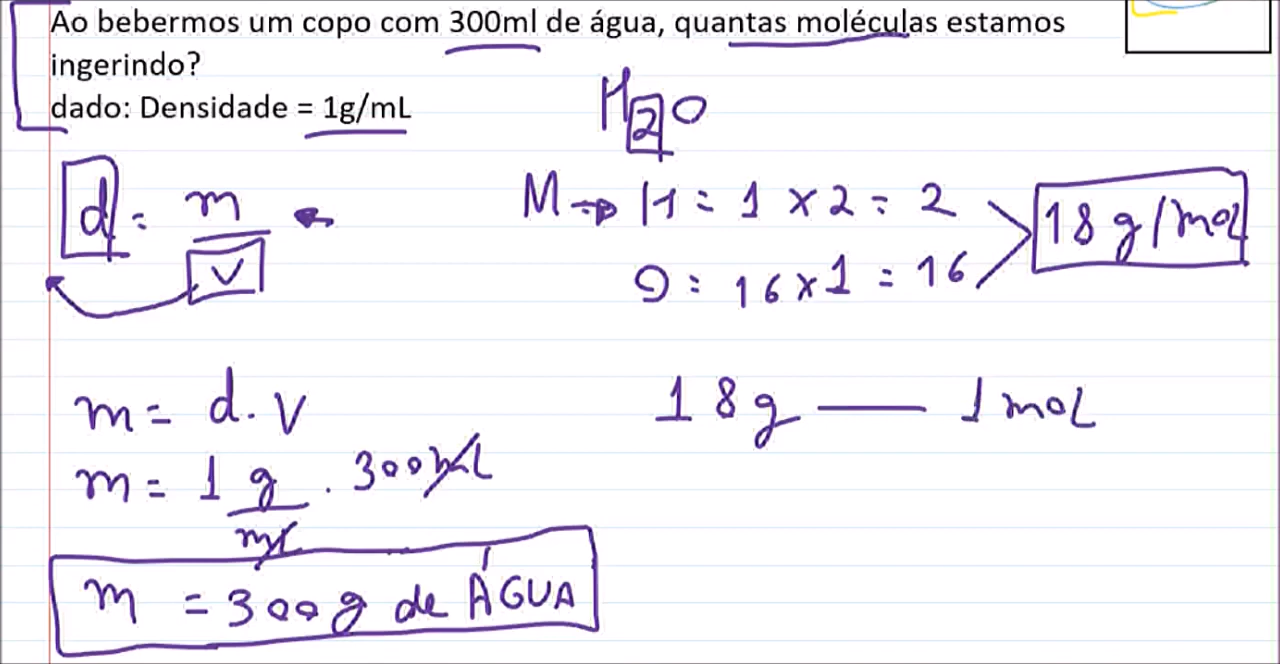 Ao bebermos um copo com 300ml de água, quantas moléculas estamos
ingerindo?
dado: Densidade = 1g/mL
H2O
d = m
V
M → H = 1 x 2 = 2
O = 16 x 1 = 16
18 g/mol
m = d . V
m = 1 g . 300 mL
mL
m = 300 g de ÁGUA
18g — 1 mol